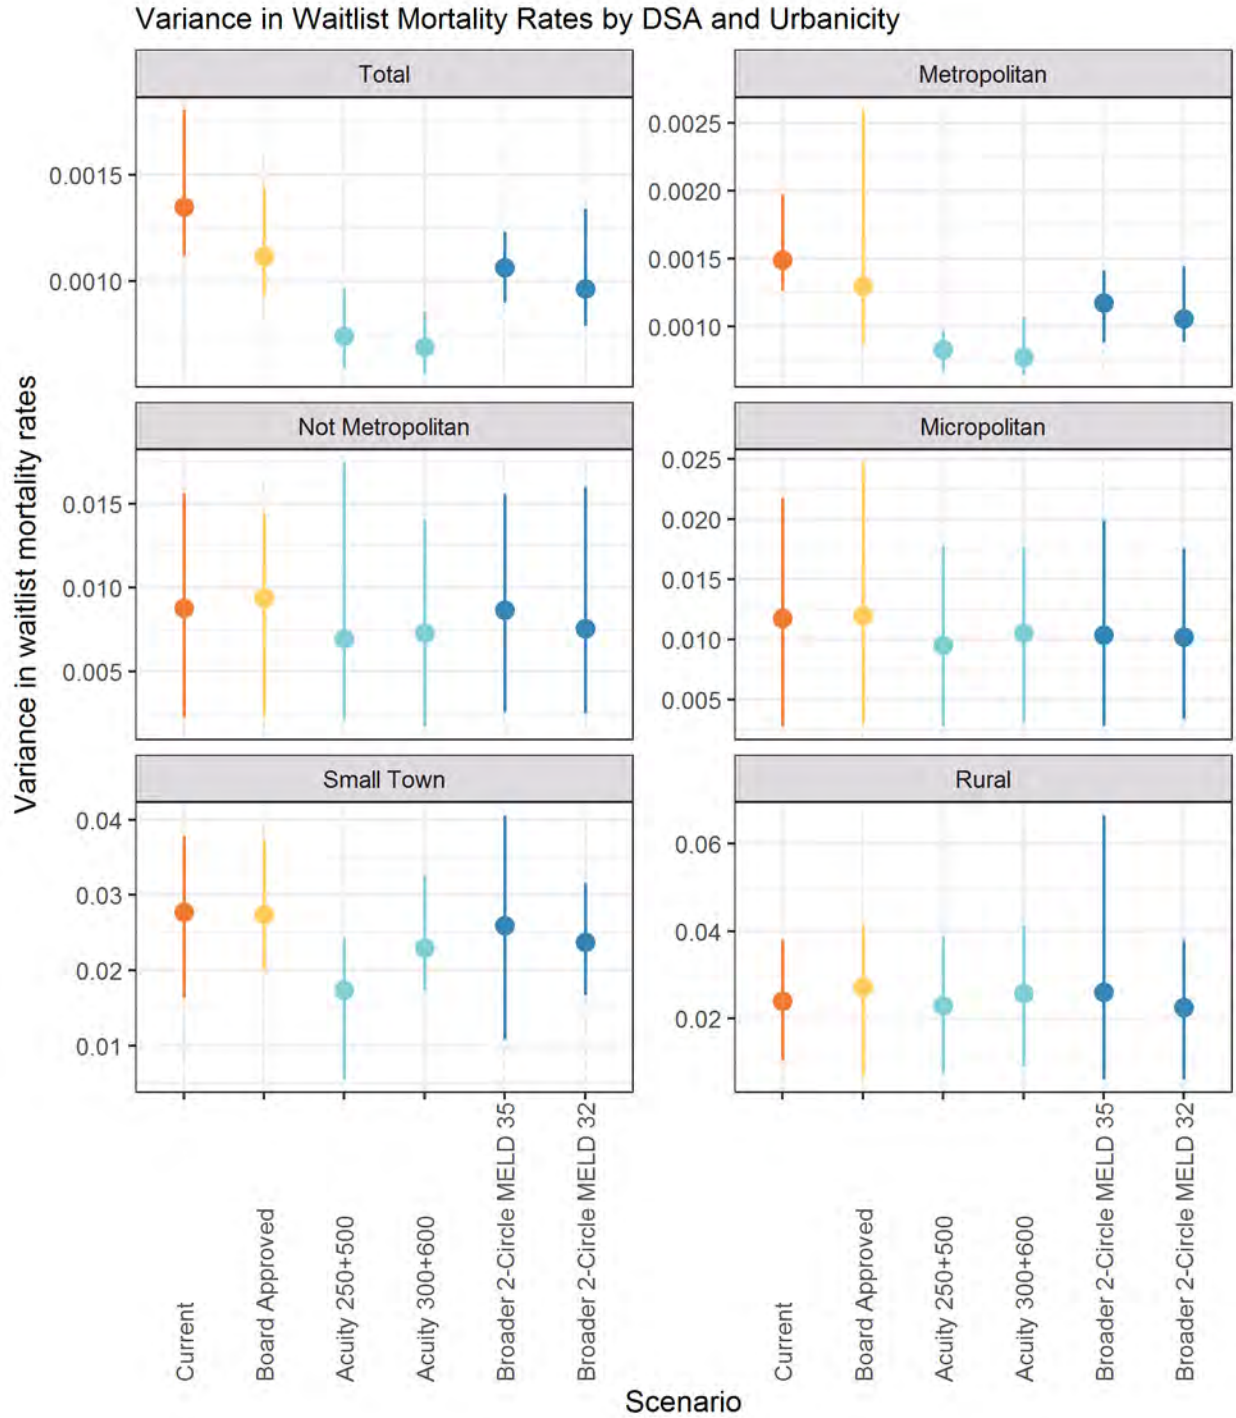 Variance in Waitlist Mortality Rates by DSA and Urbanicity
Total
Metropolitan
0.0015
0.0010
0.0025
0.0020
0.0015
0.0010
Not Metropolitan
Micropolitan
0.015
0.010
0.005
0.025
0.020
0.015
0.010
0.005
Small Town
Rural
0.04
0.03
0.02
0.01
0.06
0.04
0.02
Variance in waitlist mortality rates
Current
Board Approved
Acuity 250+500
Acuity 300+600
Broader 2-Circle MELD 35
Broader 2-Circle MELD 32
Current
Board Approved
Acuity 250+500
Acuity 300+600
Broader 2-Circle MELD 35
Broader 2-Circle MELD 32
Scenario